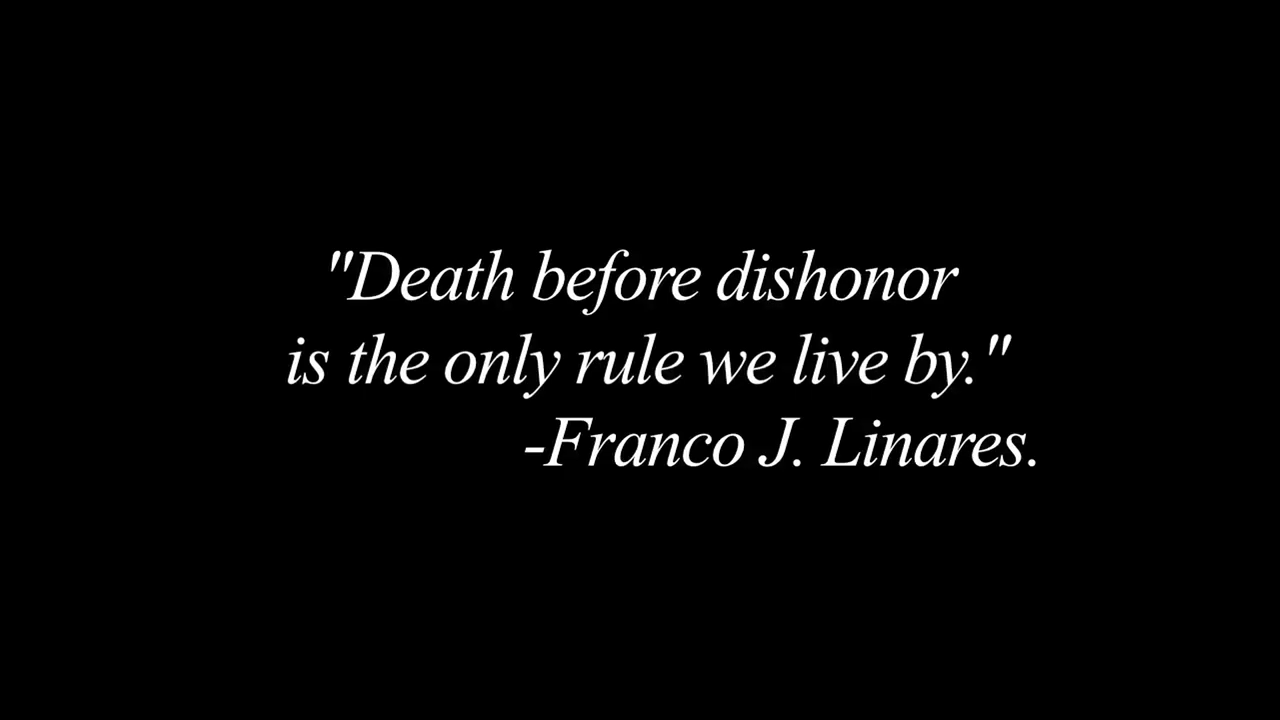 "Death before dishonor
is the only rule we live by."
-Franco J. Linares.